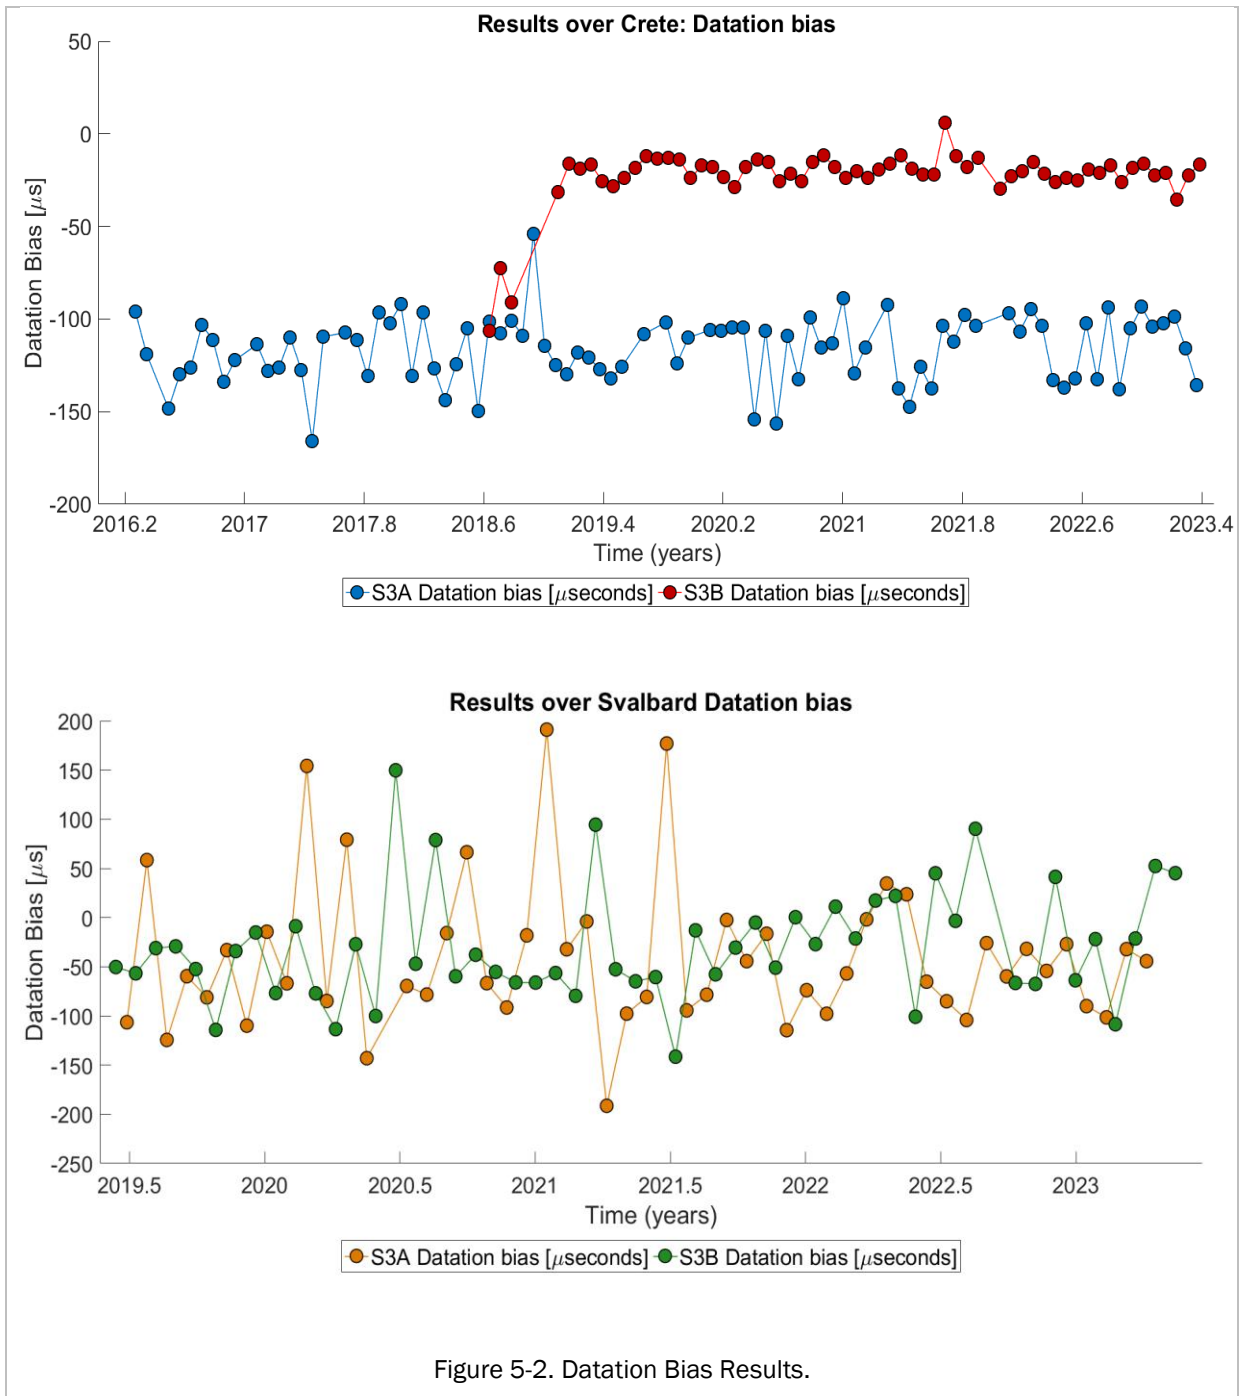 Results over Crete: Datation bias
50
0
-50
-100
-150
-200
Datation Bias [μs]
2016.2 2017 2017.8 2018.6 2019.4 2020.2 2021 2021.8 2022.6 2023.4
Time (years)
S3A Datation bias [μseconds] S3B Datation bias [μseconds]
Results over Svalbard Datation bias
200
150
100
50
0
-50
-100
-150
-200
-250
Datation Bias [μs]
2019.5 2020 2020.5 2021 2021.5 2022 2022.5 2023
Time (years)
S3A Datation bias [μseconds] S3B Datation bias [μseconds]
Figure 5-2. Datation Bias Results.